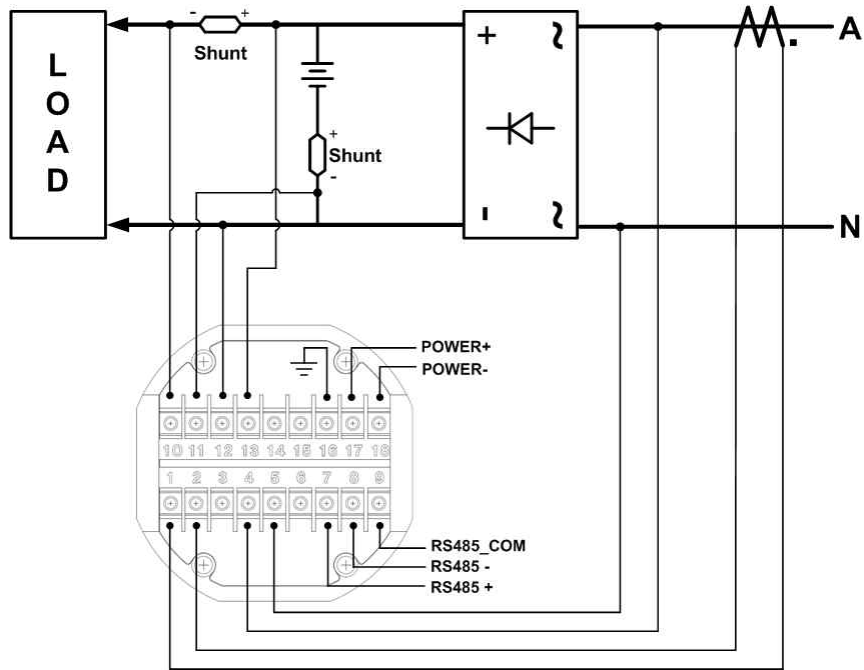 - +
Shunt
LOAD
+
Shunt
-
+
~
-
~
A
N
POWER+
POWER-
10 11 12 13 14 15 16 17 18
1 2 3 4 5 6 7 8 9
RS485_COM
RS485 -
RS485 +